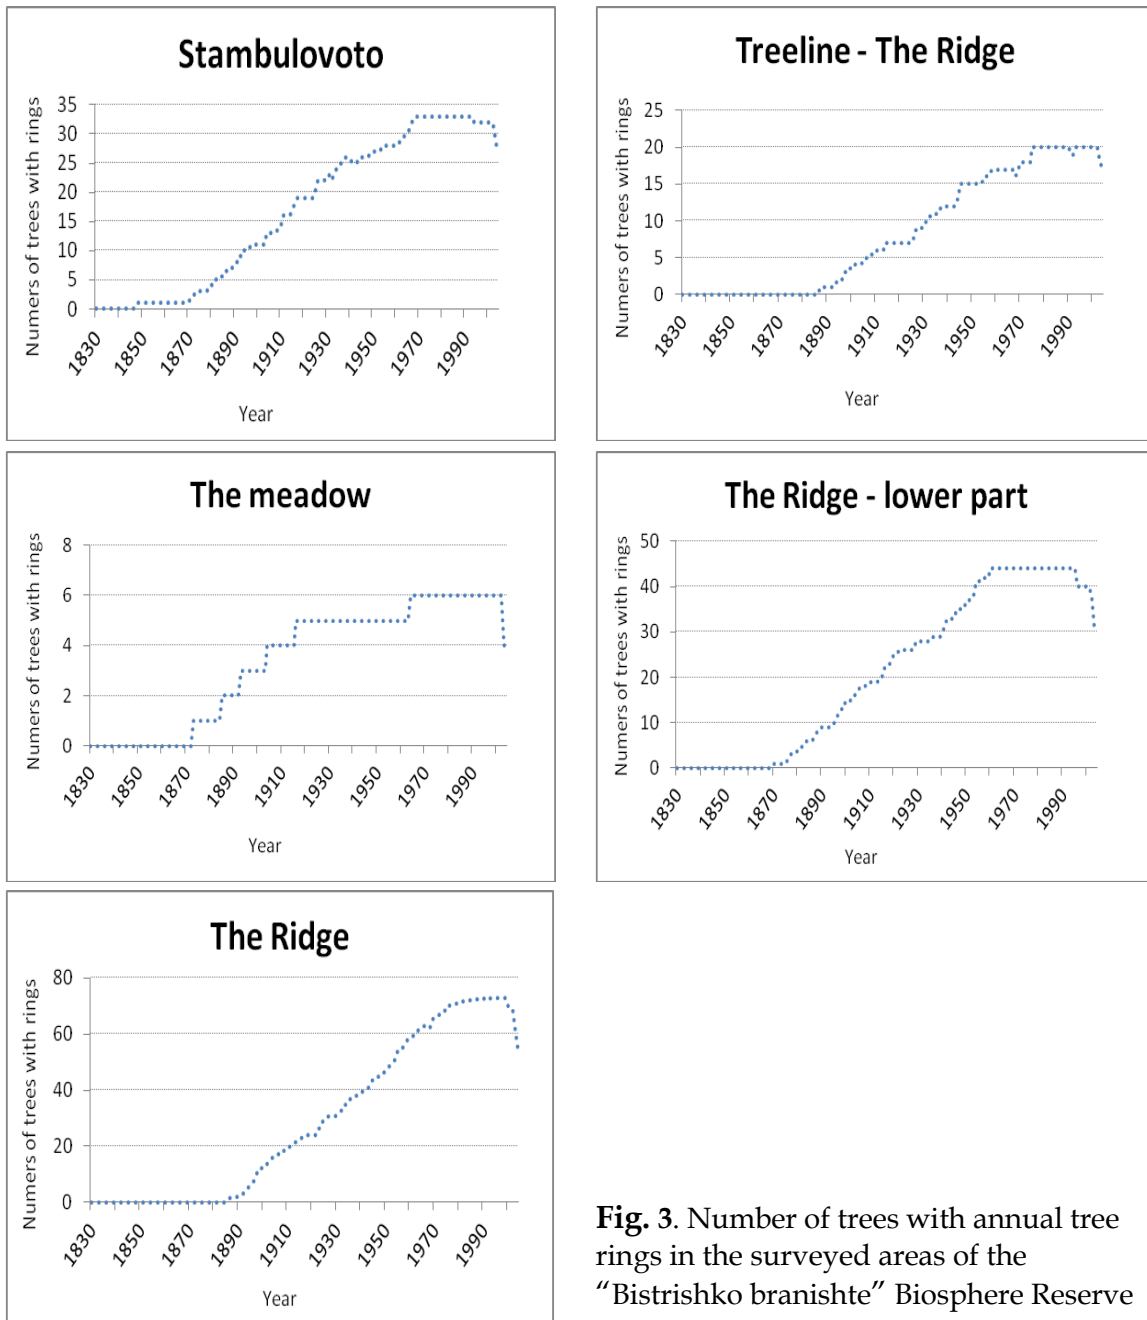 Stambulovoto
Numers of trees with rings
35
30
25
20
15
10
5
0
1830 1850 1870 1890 1910 1930 1950 1970 1990
Year
Treeline - The Ridge
Numers of trees with rings
25
20
15
10
5
0
1830 1850 1870 1890 1910 1930 1950 1970 1990
Year
The meadow
Numers of trees with rings
8
6
4
2
0
1830 1850 1870 1890 1910 1930 1950 1970 1990
Year
The Ridge - lower part
Numers of trees with rings
50
40
30
20
10
0
1830 1850 1870 1890 1910 1930 1950 1970 1990
Year
The Ridge
Numers of trees with rings
80
60
40
20
0
1830 1850 1870 1890 1910 1930 1950 1970 1990
Year
Fig. 3. Number of trees with annual tree
rings in the surveyed areas of the
“Bistrishko branishte” Biosphere Reserve